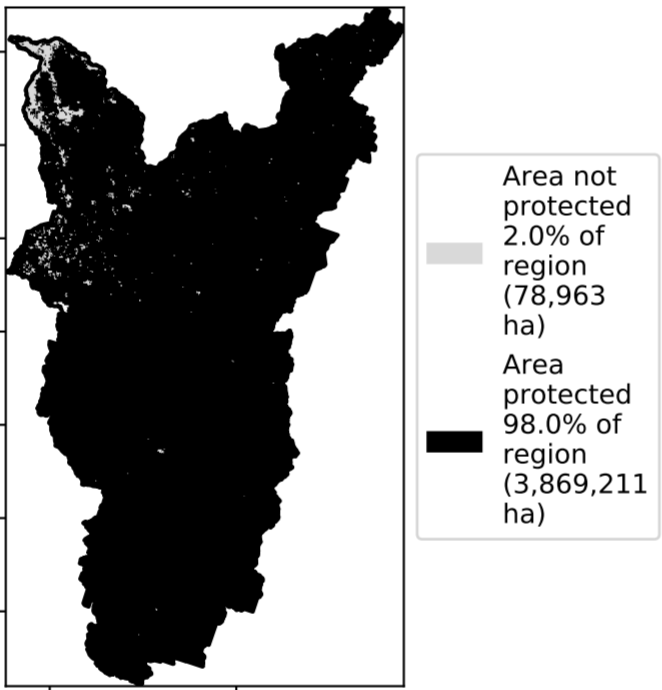 Area not
protected
2.0% of
region
(78,963
ha)
Area
protected
98.0% of
region
(3,869,211
ha)